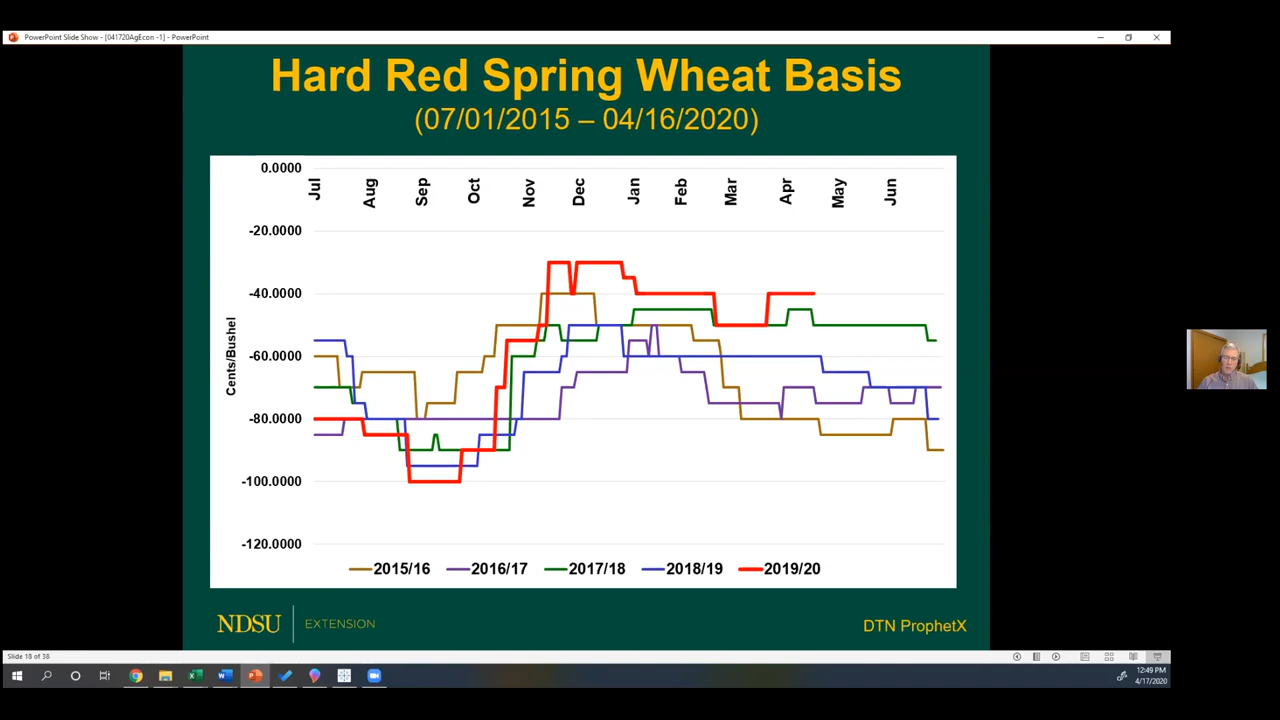 PowerPoint Slide Show - [041720AgEcon -1] - PowerPoint
Hard Red Spring Wheat Basis
(07/01/2015 – 04/16/2020)
0.0000
Jul Aug Sep Oct Nov Dec Jan Feb Mar Apr May Jun
-20.0000
-40.0000
-60.0000
-80.0000
-100.0000
-120.0000
Cents/Bushel
2015/16 2016/17 2017/18 2018/19 2019/20
NDSU EXTENSION
DTN ProphetX
Slide 18 of 38
12:49 PM
4/17/2020